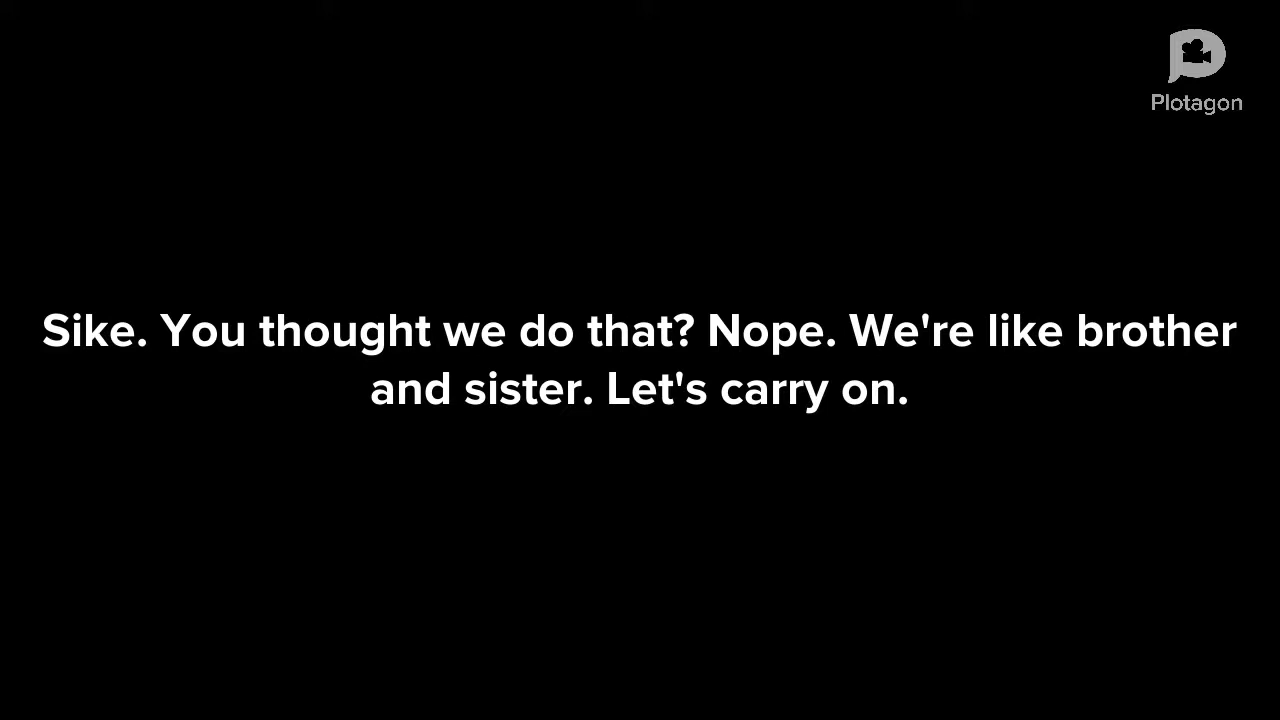 Plotagon
Sike. You thought we do that? Nope. We're like brother
and sister. Let's carry on.